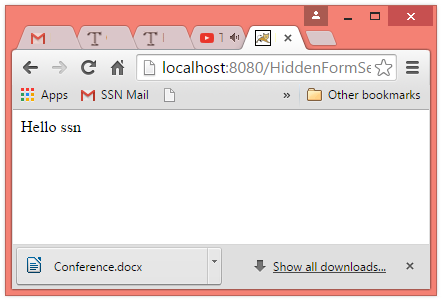 localhost:8080/HiddenFormSe
Apps SSN Mail » Other bookmarks
Hello ssn
Conference.docx Show all downloads...